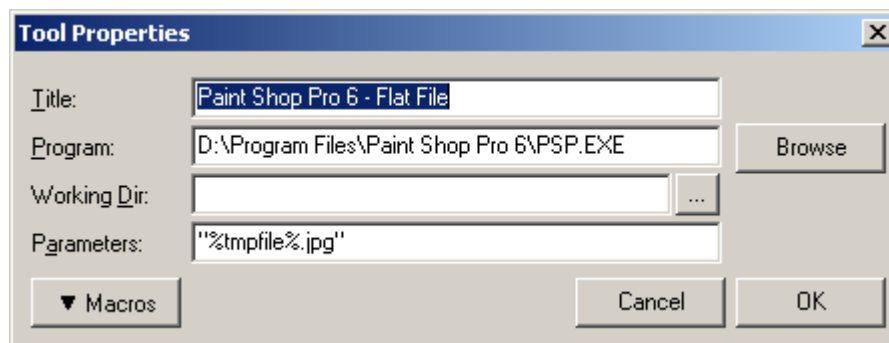 Tool Properties
Title: Paint Shop Pro 6 - Flat File
Program: D:\Program Files\Paint Shop Pro 6\PSP.EXE Browse
Working Dir: ...
Parameters: "%tmpfile%.jpg"
▼ Macros Cancel OK